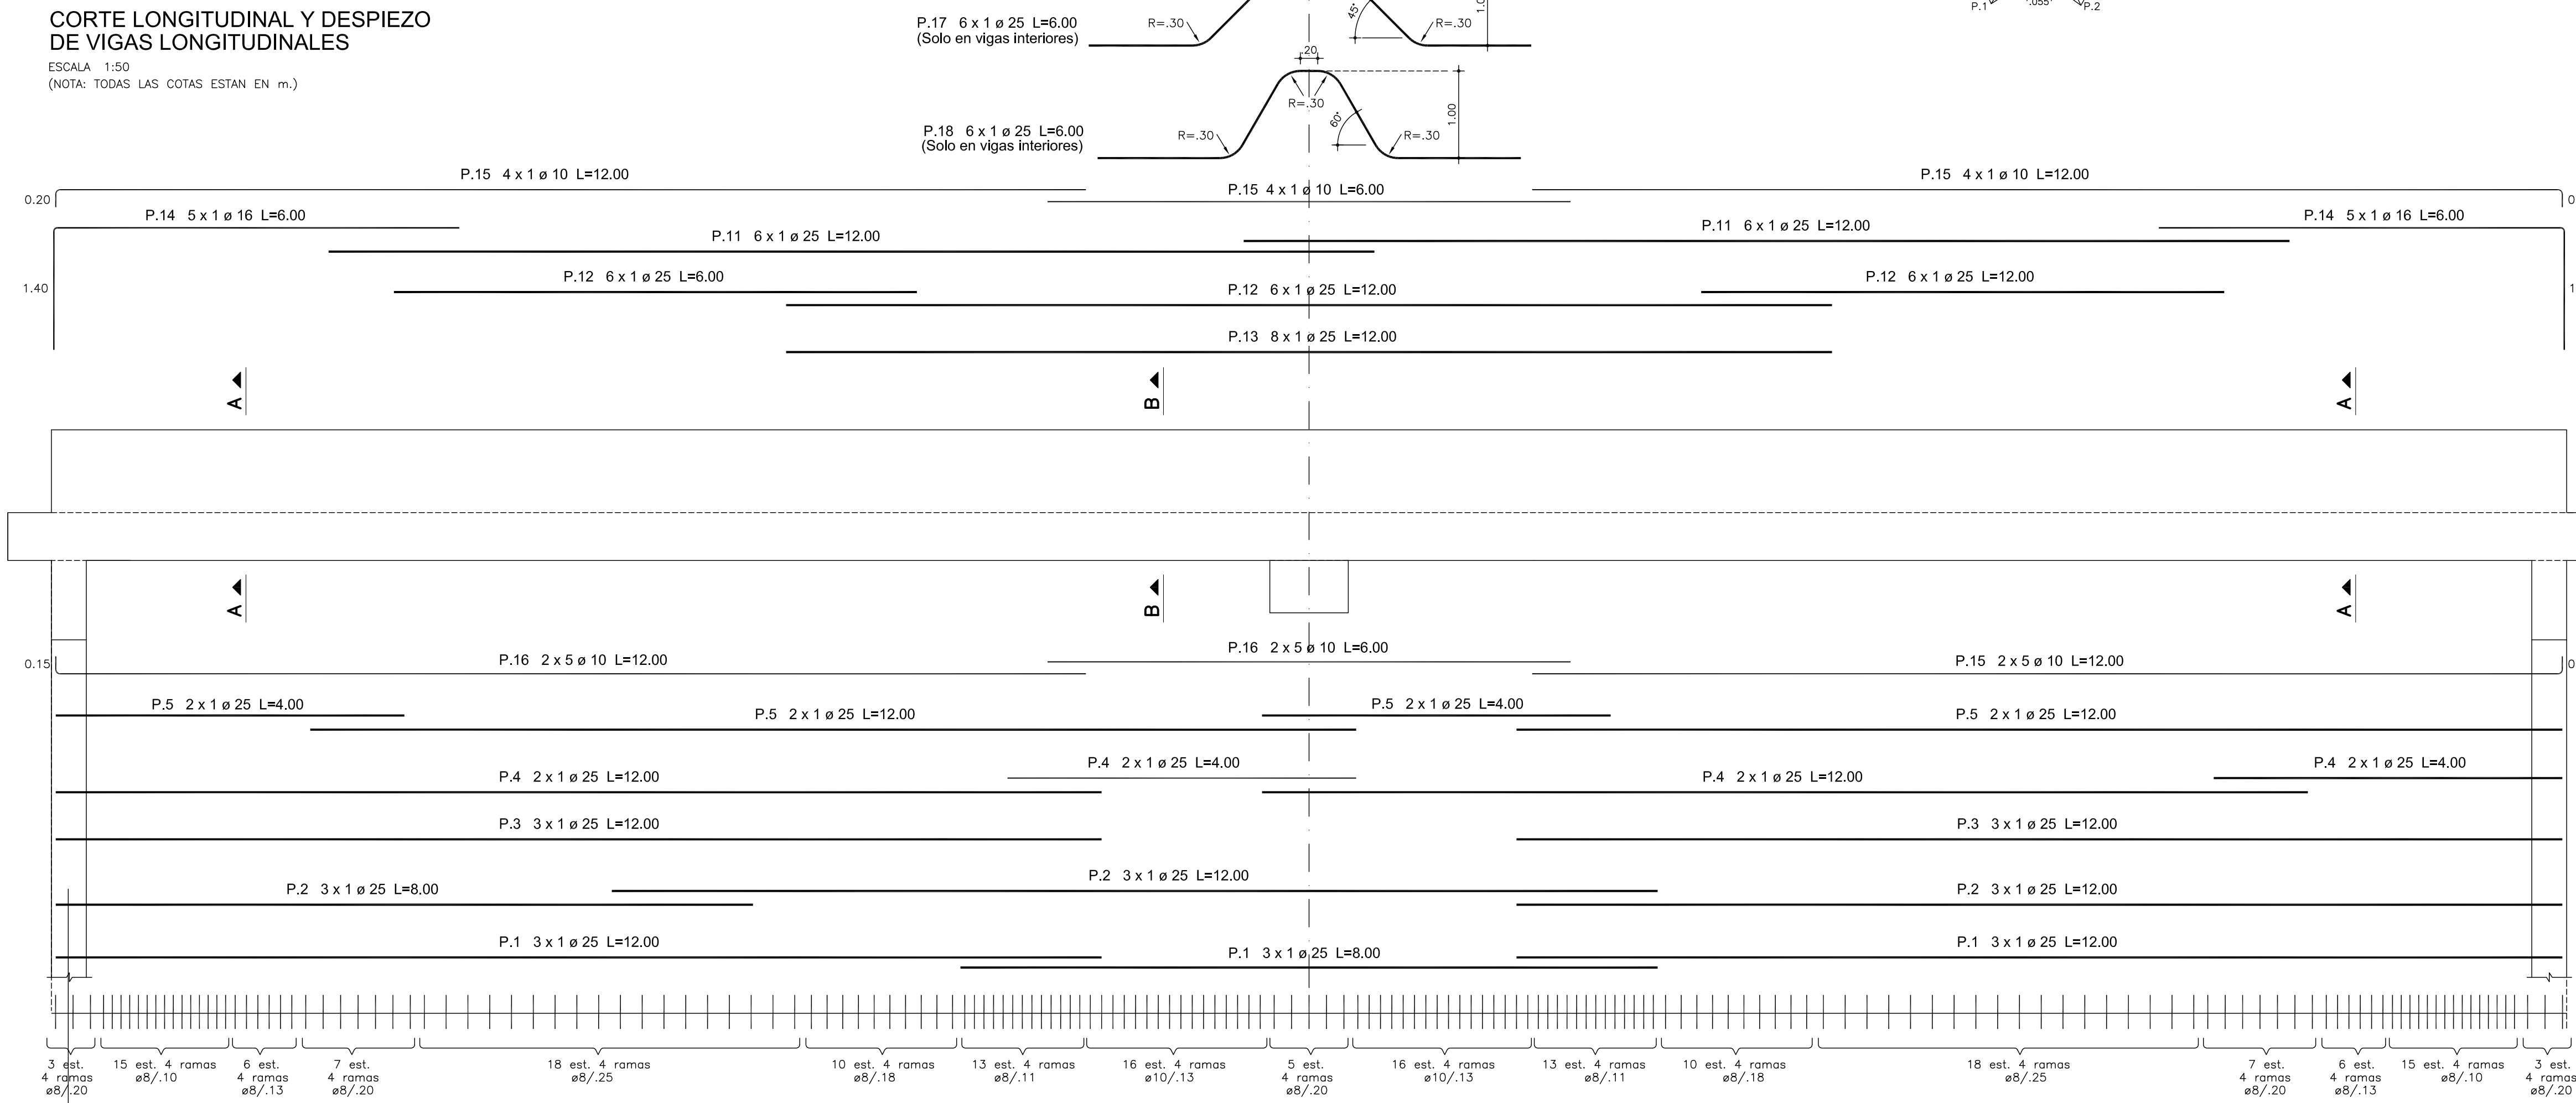 CORTE LONGITUDINAL Y DESPIEZO
DE VIGAS LONGITUDINALES
ESCALA 1:50
(NOTA: TODAS LAS COTAS ESTAN EN m.)
P.17 6 x 1 ø 25 L=6.00
(Solo en vigas interiores)
R=.30
45°
R=.30
P.1
.055
P.2
.20
R=.30
P.18 6 x 1 ø 25 L=6.00
(Solo en vigas interiores)
R=.30
60°
R=.30
1.00
P.15 4 x 1 ø 10 L=12.00
P.15 4 x 1 ø 10 L=6.00
P.15 4 x 1 ø 10 L=12.00
0.20
P.14 5 x 1 ø 16 L=6.00
P.14 5 x 1 ø 16 L=6.00
P.11 6 x 1 ø 25 L=12.00
P.11 6 x 1 ø 25 L=12.00
1.40
P.12 6 x 1 ø 25 L=6.00
P.12 6 x 1 ø 25 L=12.00
P.12 6 x 1 ø 25 L=12.00
P.13 8 x 1 ø 25 L=12.00
A
B
A
A
B
A
0.15
P.16 2 x 5 ø 10 L=12.00
P.16 2 x 5 ø 10 L=6.00
P.15 2 x 5 ø 10 L=12.00
P.5 2 x 1 ø 25 L=4.00
P.5 2 x 1 ø 25 L=12.00
P.5 2 x 1 ø 25 L=4.00
P.5 2 x 1 ø 25 L=12.00
P.4 2 x 1 ø 25 L=12.00
P.4 2 x 1 ø 25 L=4.00
P.4 2 x 1 ø 25 L=12.00
P.4 2 x 1 ø 25 L=4.00
P.3 3 x 1 ø 25 L=12.00
P.3 3 x 1 ø 25 L=12.00
P.2 3 x 1 ø 25 L=8.00
P.2 3 x 1 ø 25 L=12.00
P.2 3 x 1 ø 25 L=12.00
P.1 3 x 1 ø 25 L=12.00
P.1 3 x 1 ø 25 L=8.00
P.1 3 x 1 ø 25 L=12.00
3 est.
4 ramas
ø8/.20
15 est. 4 ramas
ø8/.10
6 est.
4 ramas
ø8/.13
7 est.
4 ramas
ø8/.20
18 est. 4 ramas
ø8/.25
10 est. 4 ramas
ø8/.18
13 est. 4 ramas
ø8/.11
16 est. 4 ramas
ø10/.13
5 est.
4 ramas
ø8/.20
16 est. 4 ramas
ø10/.13
13 est. 4 ramas
ø8/.11
10 est. 4 ramas
ø8/.18
18 est. 4 ramas
ø8/.25
7 est.
4 ramas
ø8/.20
6 est.
4 ramas
ø8/.13
15 est. 4 ramas
ø8/.10
3 est.
4 ramas
ø8/.20